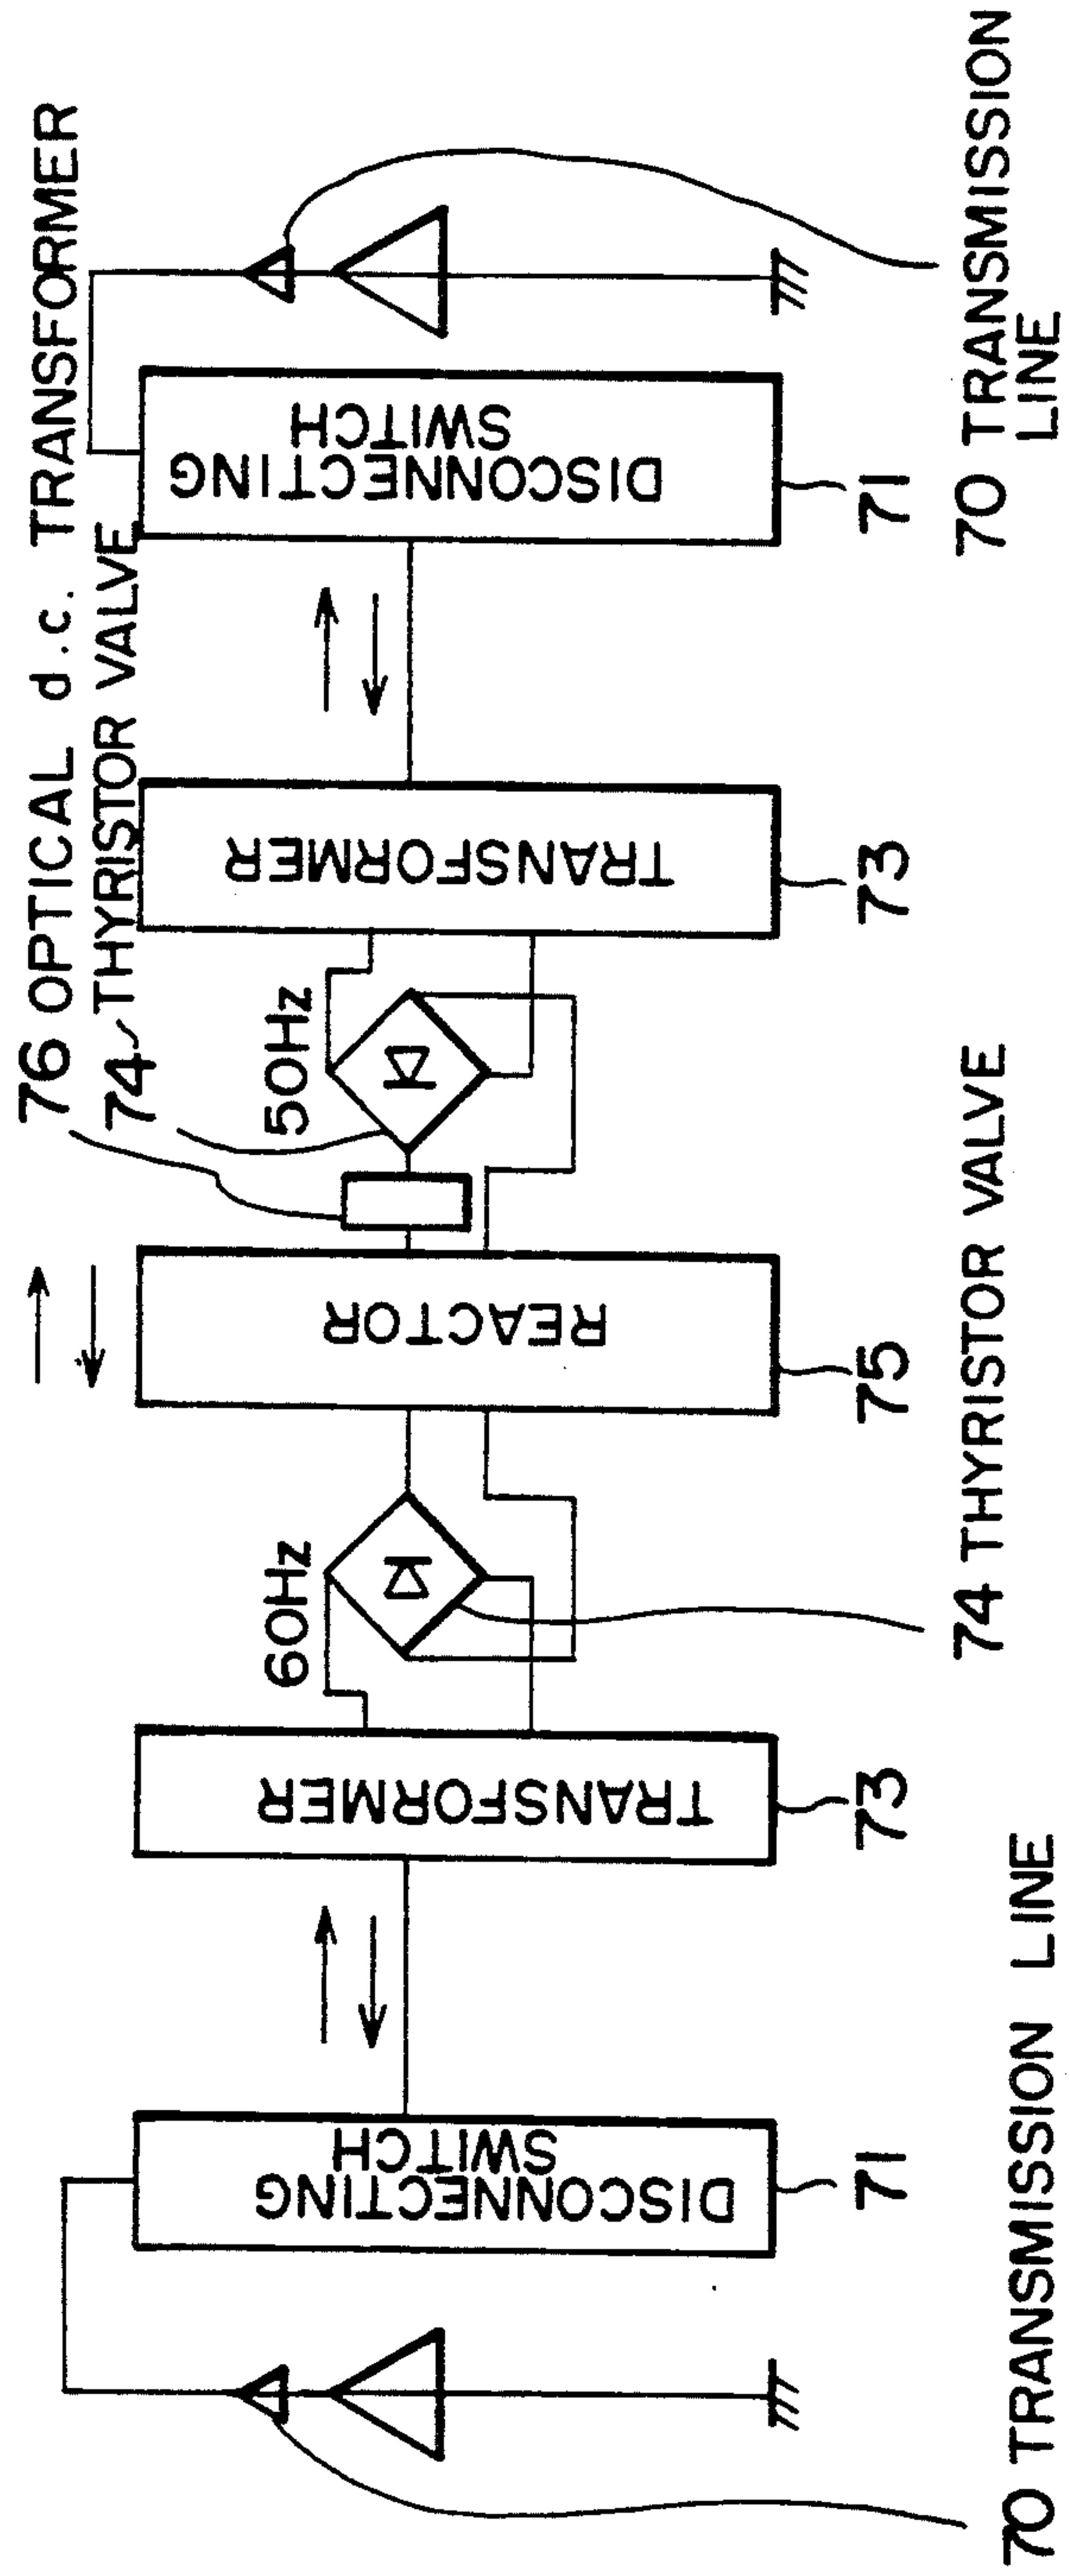 76 OPTICAL d.c. TRANSFORMER
74 THYRISTOR VALVE
60Hz
50Hz
DISCONNECTING
SWITCH
TRANSFORMER
REACTOR
TRANSFORMER
DISCONNECTING
SWITCH
71
73
75
73
71
70 TRANSMISSION LINE
74 THYRISTOR VALVE
70 TRANSMISSION
LINE